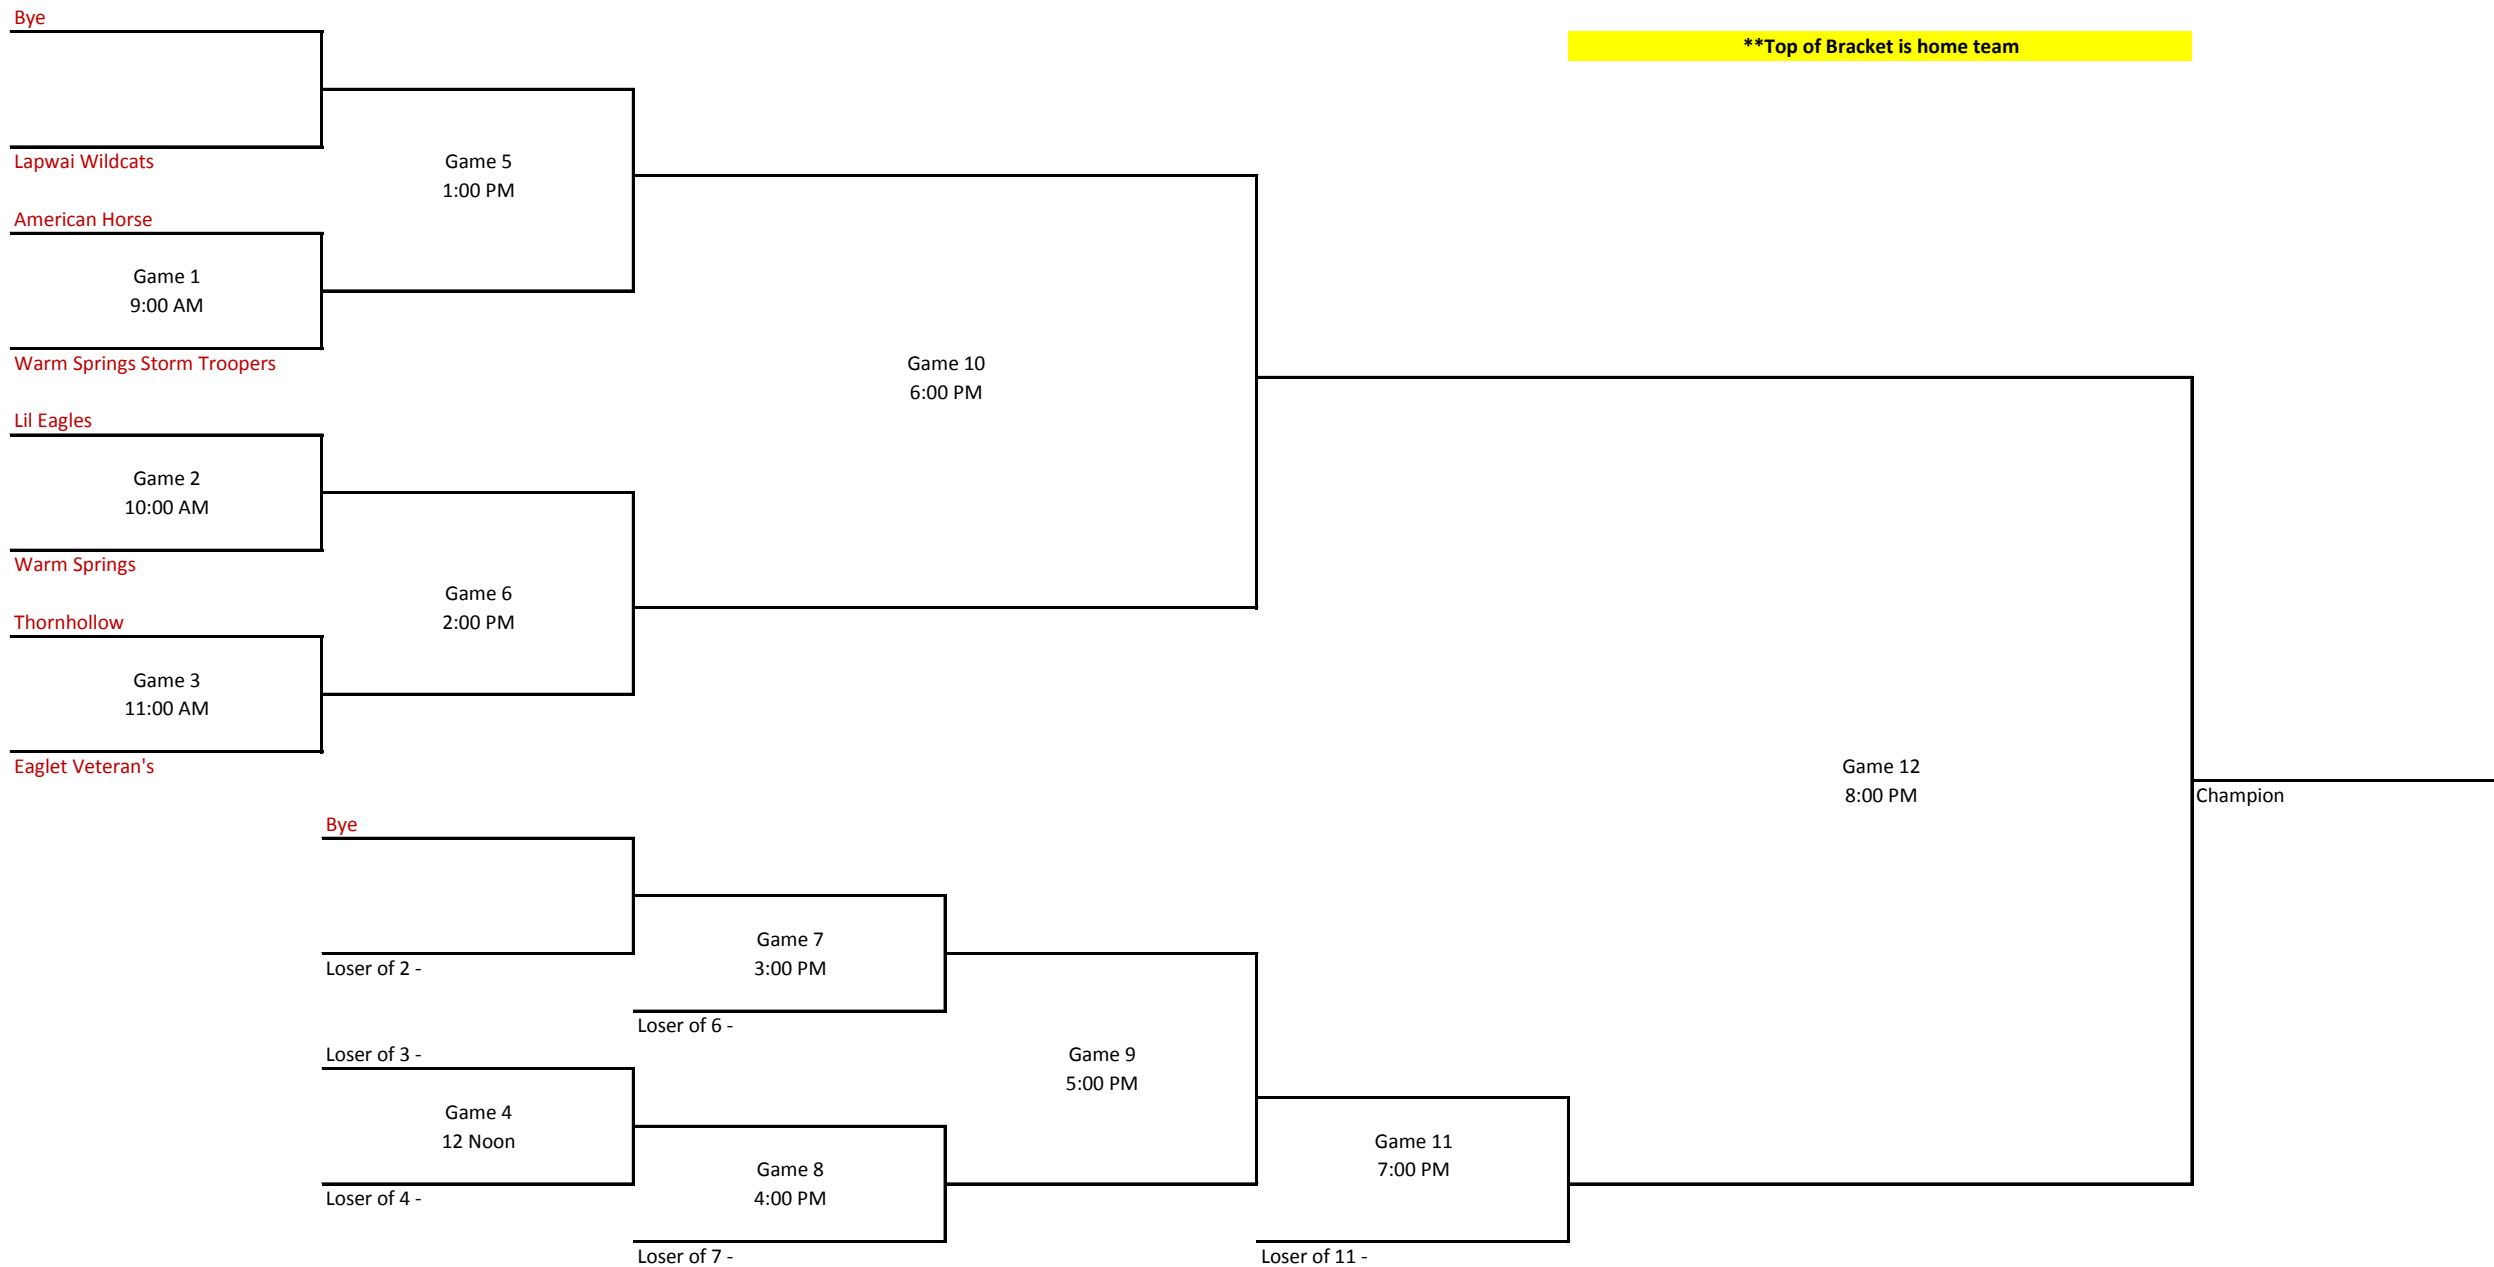 Bye
**Top of Bracket is home team
Lapwai Wildcats
Game 5
1:00 PM
American Horse
Game 1
9:00 AM
Warm Springs Storm Troopers
Game 10
6:00 PM
Lil Eagles
Game 2
10:00 AM
Warm Springs
Game 6
2:00 PM
Thornhollow
Game 3
11:00 AM
Eaglet Veteran's
Game 12
8:00 PM
Champion
Bye
Game 7
3:00 PM
Loser of 2 -
Loser of 6 -
Loser of 3 -
Game 9
5:00 PM
Game 4
12 Noon
Game 11
7:00 PM
Game 8
4:00 PM
Loser of 4 -
Loser of 7 -
Loser of 11 -